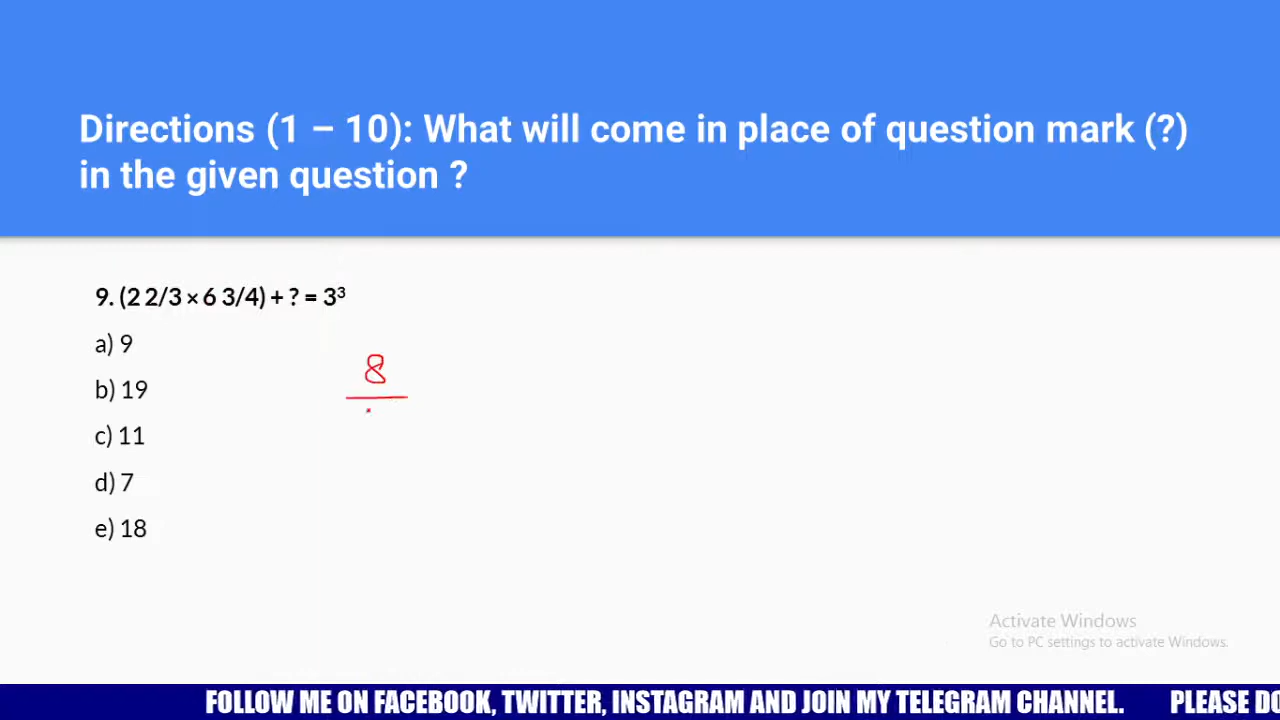 Directions (1 – 10): What will come in place of question mark (?)
in the given question ?
9. (2 2/3 × 6 3/4) + ? = 3³
a) 9
8
b) 19
c) 11
d) 7
e) 18
Activate Windows
Go to PC settings to activate Windows.
FOLLOW ME ON FACEBOOK, TWITTER, INSTAGRAM AND JOIN MY TELEGRAM CHANNEL. PLEASE DO